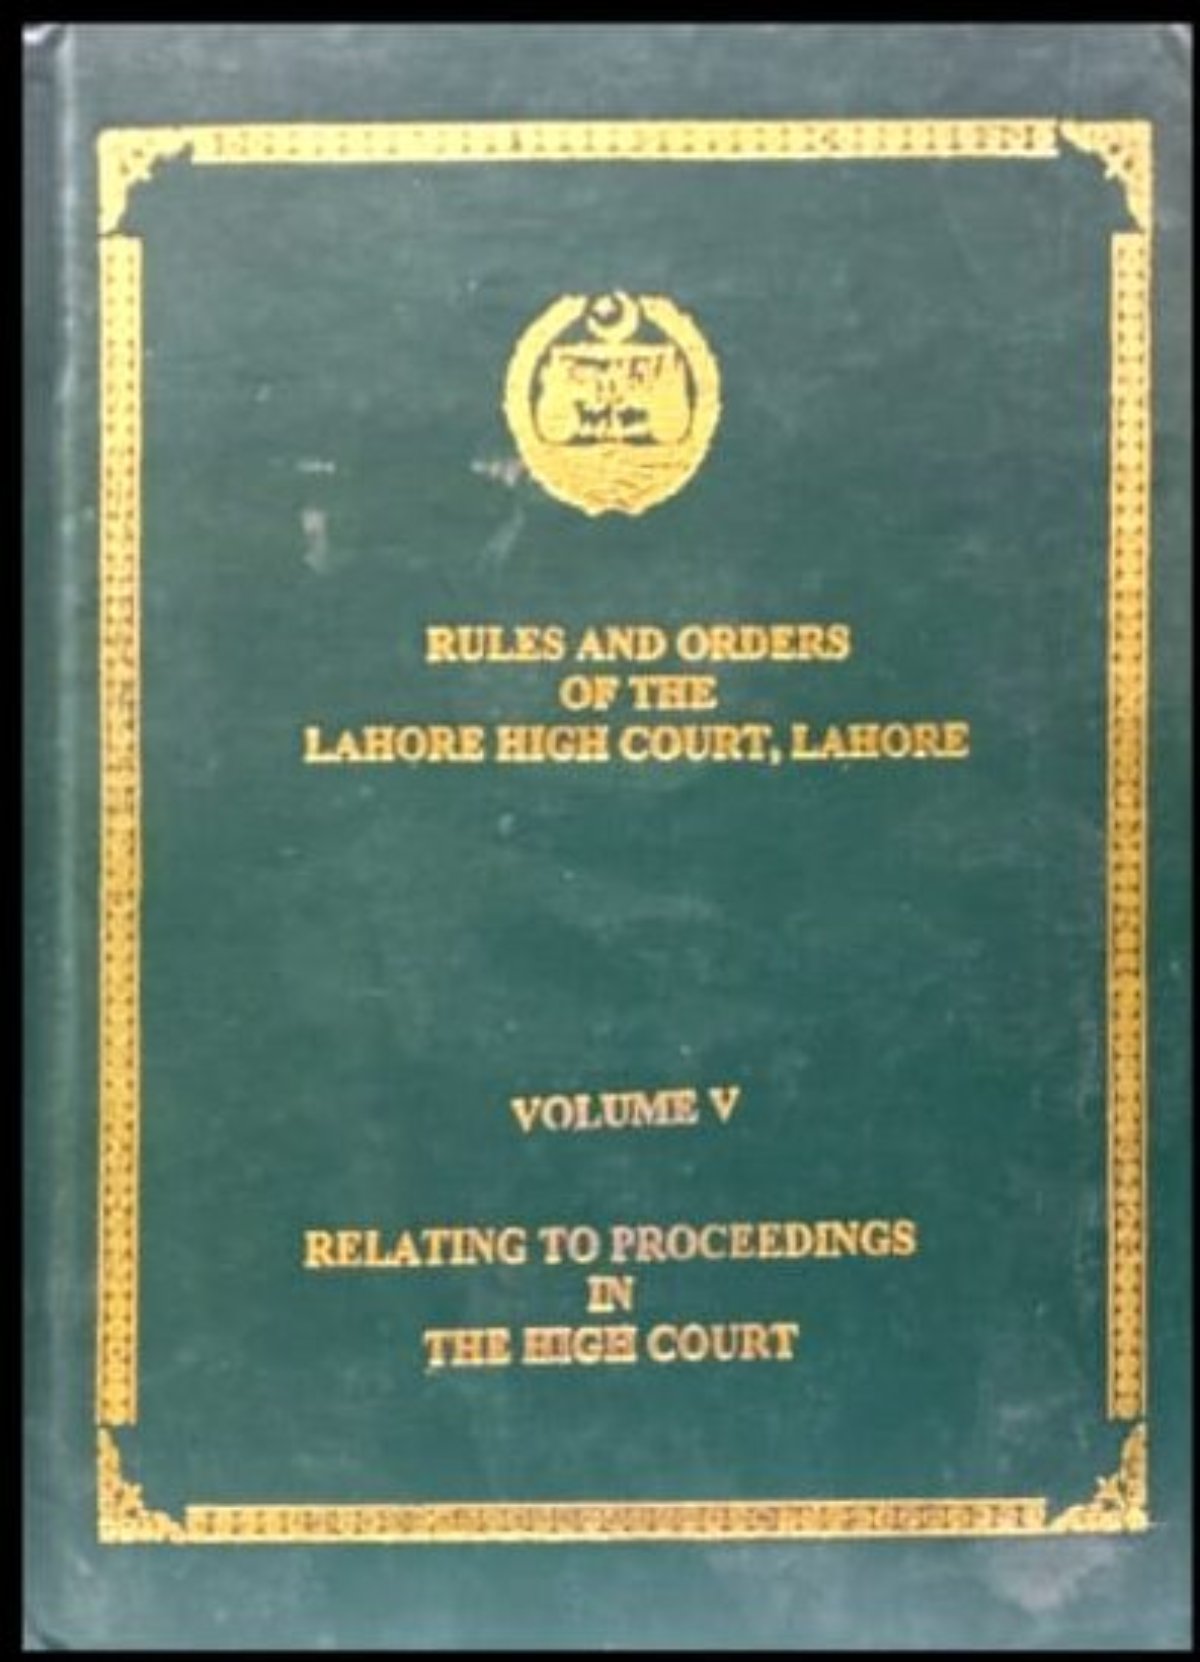 RULES AND ORDERS
OF THE
LAHORE HIGH COURT, LAHORE
VOLUME V
RELATING TO PROCEEDINGS
IN
THE HIGH COURT